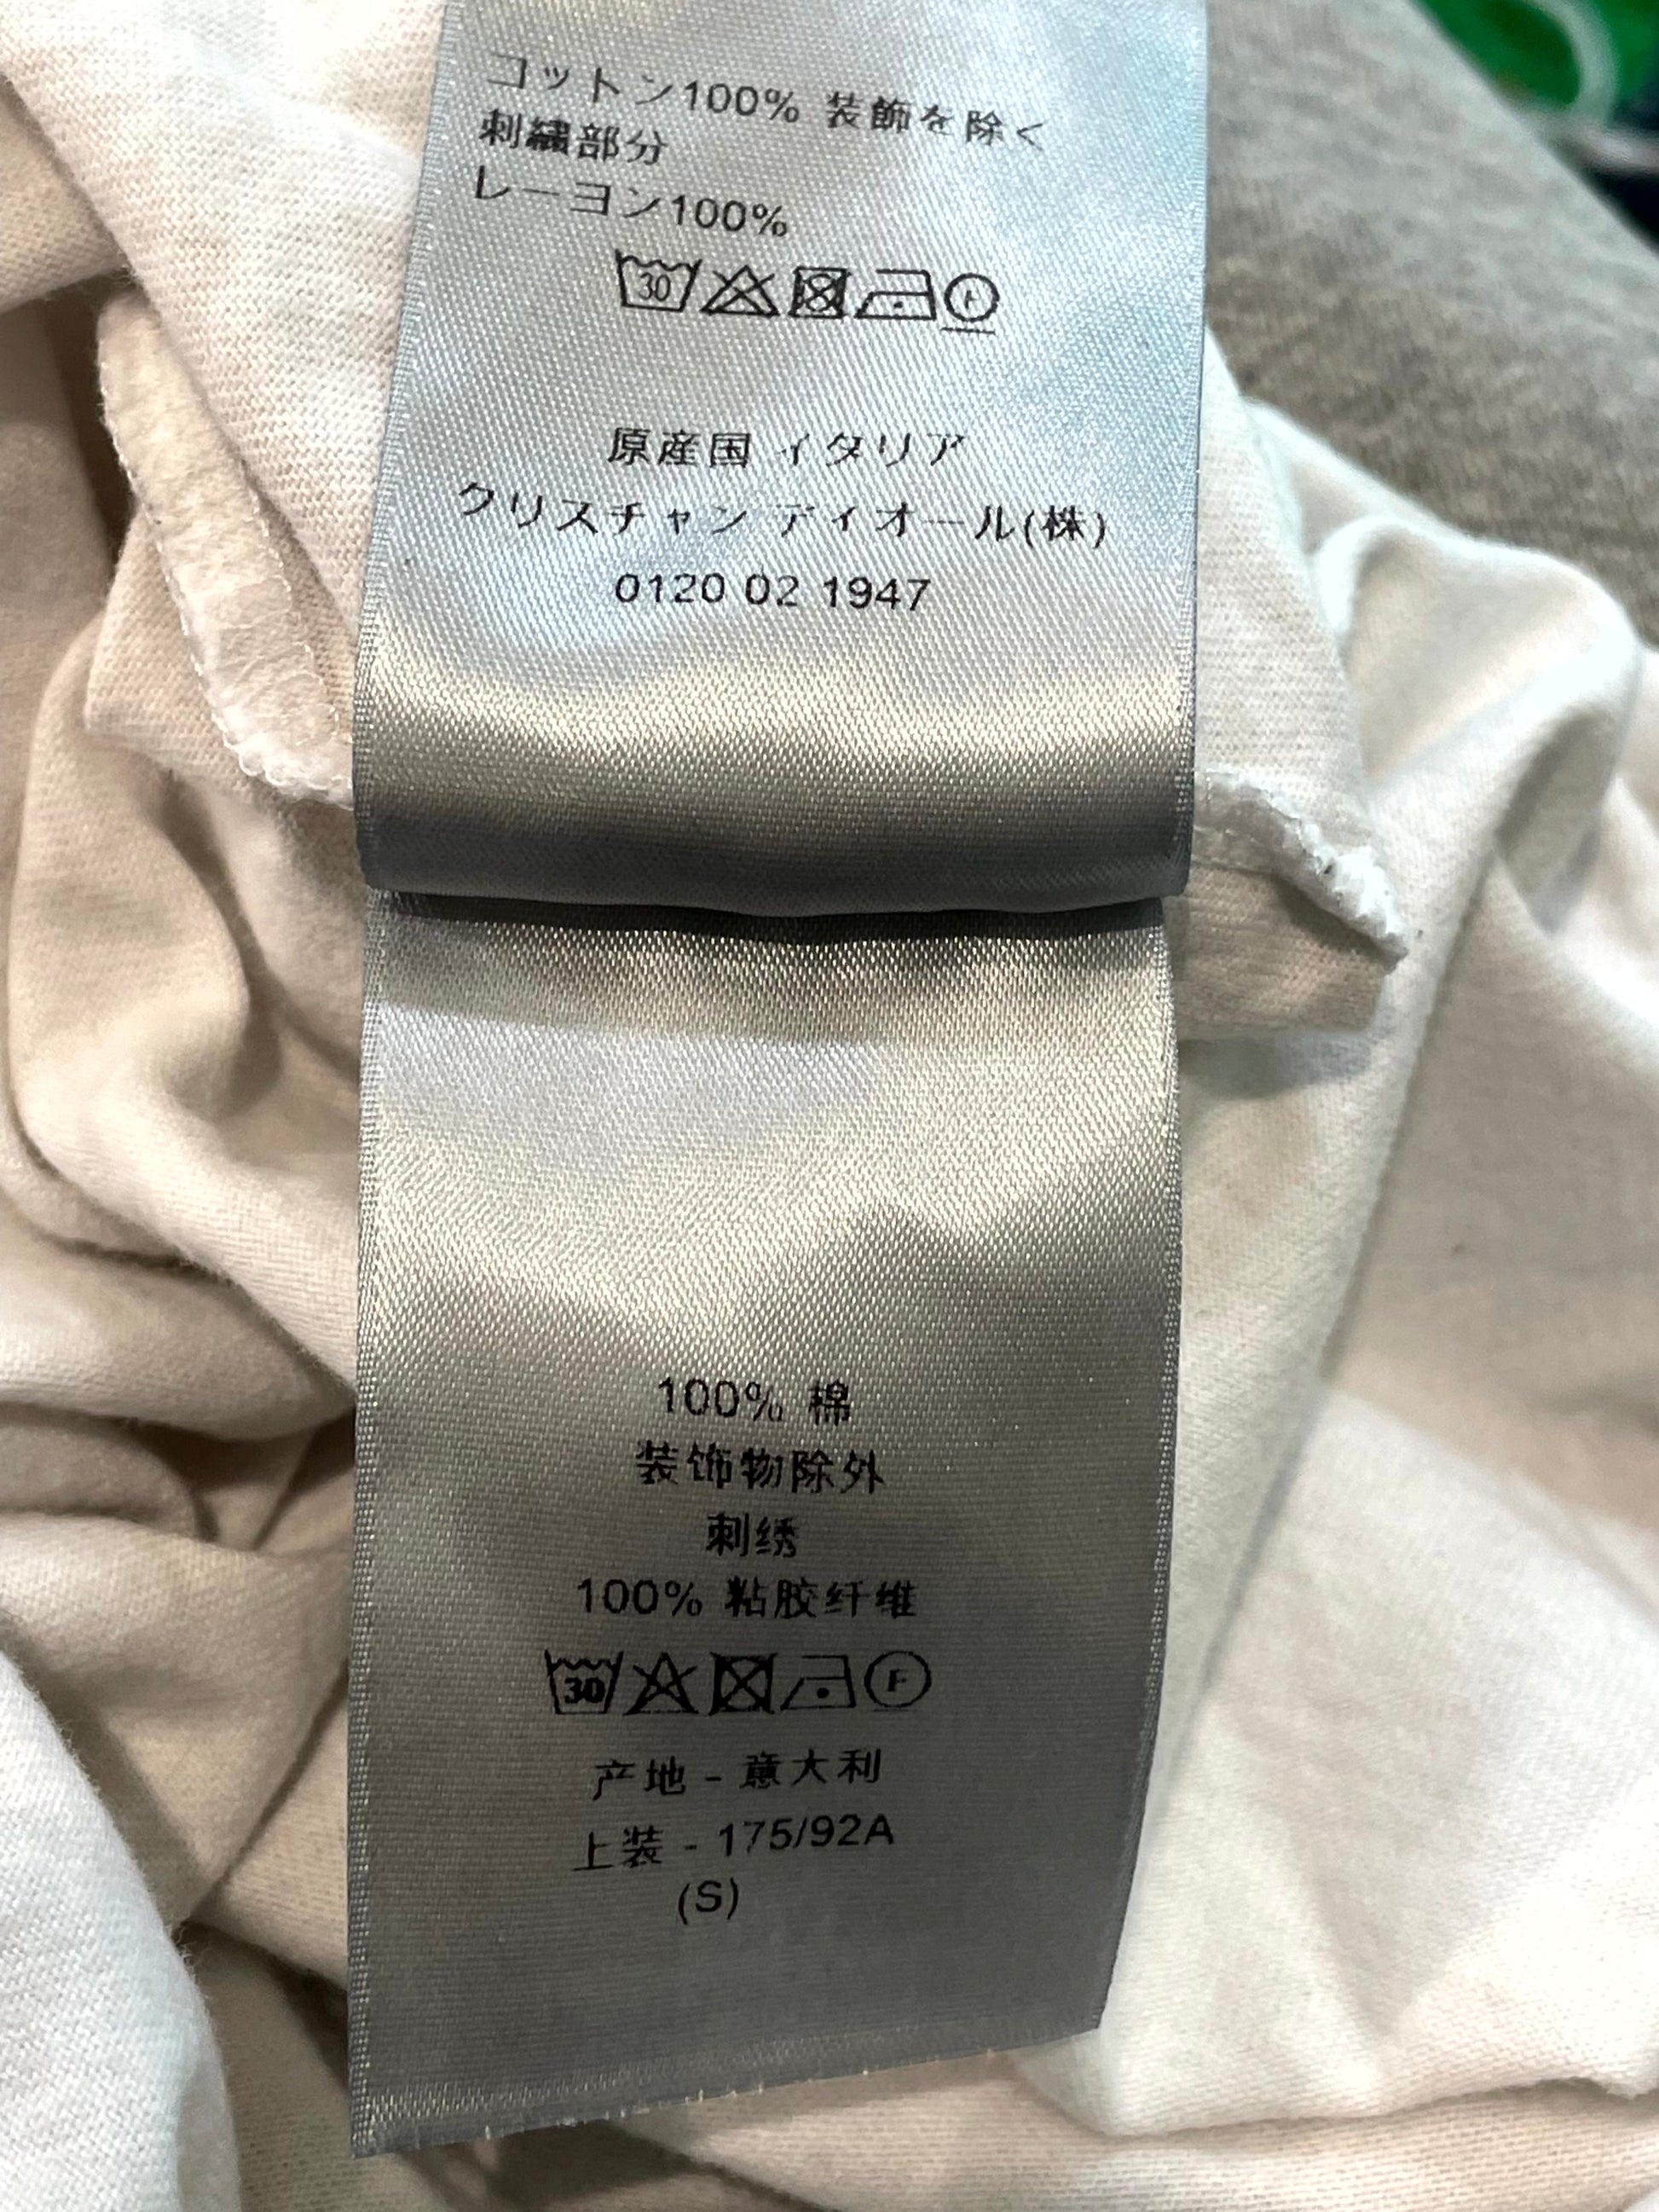 コットン100% 装飾を除く
刺繍部分
レーヨン100%
30
F
原産国 イタリア
クリスチャン ディオール(株)
0120 02 1947
100% 棉
装饰物除外
刺绣
100% 粘胶纤维
30
F
产地 - 意大利
上装 - 175/92A
(S)